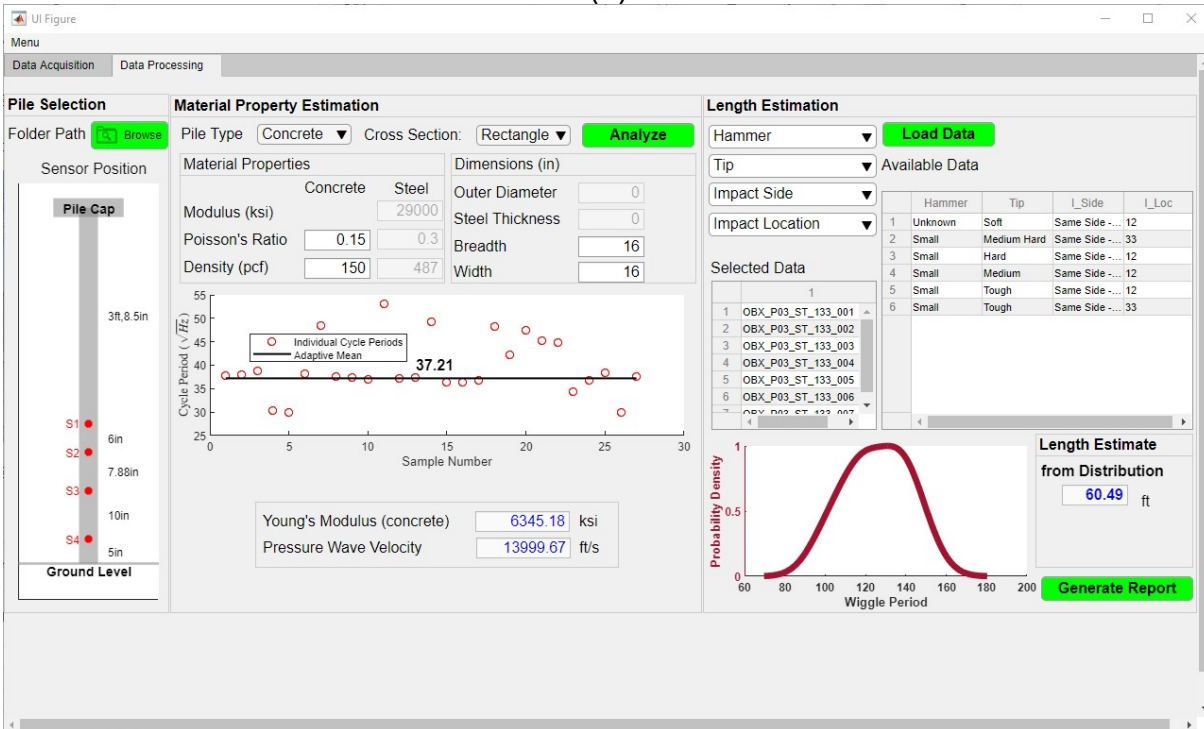 UI Figure
Menu
Data Acquisition Data Processing
Pile Selection
Folder Path Browse
Sensor Position
Pile Cap
3ft,8.5in
S1
6in
S2
7.88in
S3
10in
S4
5in
Ground Level
Material Property Estimation
Pile Type Concrete Cross Section: Rectangle Analyze
Material Properties
Concrete Steel
Modulus (ksi) 29000
Poisson's Ratio 0.15 0.3
Density (pcf) 150 487
Dimensions (in)
Outer Diameter 0
Steel Thickness 0
Breadth 16
Width 16
55
50
45
40
35
30
25
Cycle Period (√Hz)
Individual Cycle Periods
Adaptive Mean
37.21
0 5 10 15 20 25 30
Sample Number
Young's Modulus (concrete) 6345.18 ksi
Pressure Wave Velocity 13999.67 ft/s
Length Estimation
Hammer
Tip
Impact Side
Impact Location
Load Data
Available Data
Hammer Tip I_Side I_Loc
1 Unknown Soft Same Side -... 12
2 Small Medium Hard Same Side -... 33
3 Small Hard Same Side -... 12
4 Small Medium Same Side -... 12
5 Small Tough Same Side -... 12
6 Small Tough Same Side -... 33
Selected Data
1
1 OBX_P03_ST_133_001
2 OBX_P03_ST_133_002
3 OBX_P03_ST_133_003
4 OBX_P03_ST_133_004
5 OBX_P03_ST_133_005
6 OBX_P03_ST_133_006
7 OBX_P03_ST_133_007
1
0.5
0
Probability Density
60 80 100 120 140 160 180 200
Wiggle Period
Length Estimate
from Distribution
60.49 ft
Generate Report